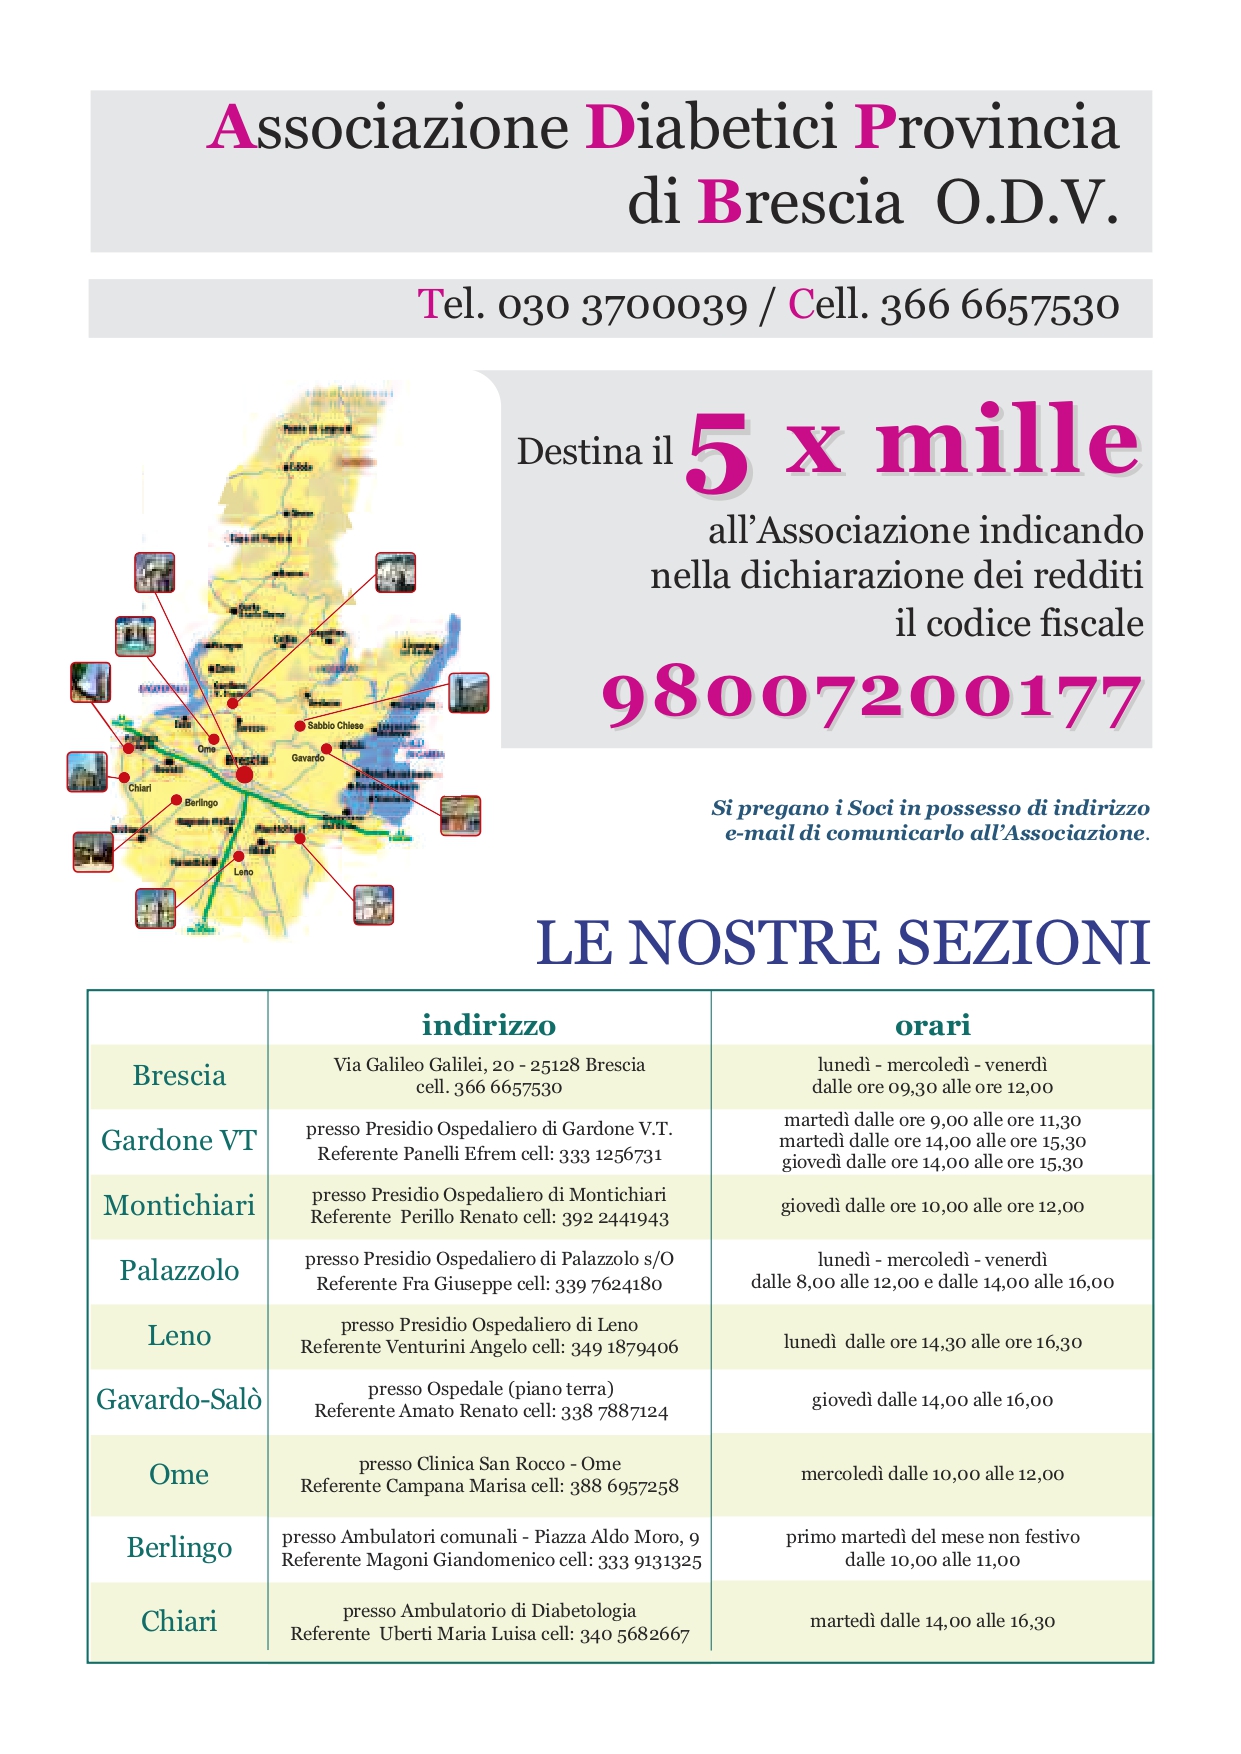 Associazione Diabetici Provincia
di Brescia O.D.V.
Tel. 030 3700039 / Cell. 366 6657530
Destina il 5 x mille
all'Associazione indicando
nella dichiarazione dei redditi
il codice fiscale
98007200177
Sabbio Chiese
Ome
Brescia
Gavardo
Chiari
Berlingo
Leno
Si pregano i Soci in possesso di indirizzo
e-mail di comunicarlo all'Associazione.
LE NOSTRE SEZIONI
indirizzo orari
Brescia
Via Galileo Galilei, 20 - 25128 Brescia
cell. 366 6657530
lunedì - mercoledì - venerdì
dalle ore 09,30 alle ore 12,00
Gardone VT
presso Presidio Ospedaliero di Gardone V.T.
Referente Panelli Efrem cell: 333 1256731
martedì dalle ore 9,00 alle ore 11,30
martedì dalle ore 14,00 alle ore 15,30
giovedì dalle ore 14,00 alle ore 15,30
Montichiari
presso Presidio Ospedaliero di Montichiari
Referente Perillo Renato cell: 392 2441943
giovedì dalle ore 10,00 alle ore 12,00
Palazzolo
presso Presidio Ospedaliero di Palazzolo s/O
Referente Fra Giuseppe cell: 339 7624180
lunedì - mercoledì - venerdì
dalle 8,00 alle 12,00 e dalle 14,00 alle 16,00
Leno
presso Presidio Ospedaliero di Leno
Referente Venturini Angelo cell: 349 1879406
lunedì dalle ore 14,30 alle ore 16,30
Gavardo-Salò
presso Ospedale (piano terra)
Referente Amato Renato cell: 338 7887124
giovedì dalle 14,00 alle 16,00
Ome
presso Clinica San Rocco - Ome
Referente Campana Marisa cell: 388 6957258
mercoledì dalle 10,00 alle 12,00
Berlingo
presso Ambulatori comunali - Piazza Aldo Moro, 9
Referente Magoni Giandomenico cell: 333 9131325
primo martedì del mese non festivo
dalle 10,00 alle 11,00
Chiari
presso Ambulatorio di Diabetologia
Referente Uberti Maria Luisa cell: 340 5682667
martedì dalle 14,00 alle 16,30